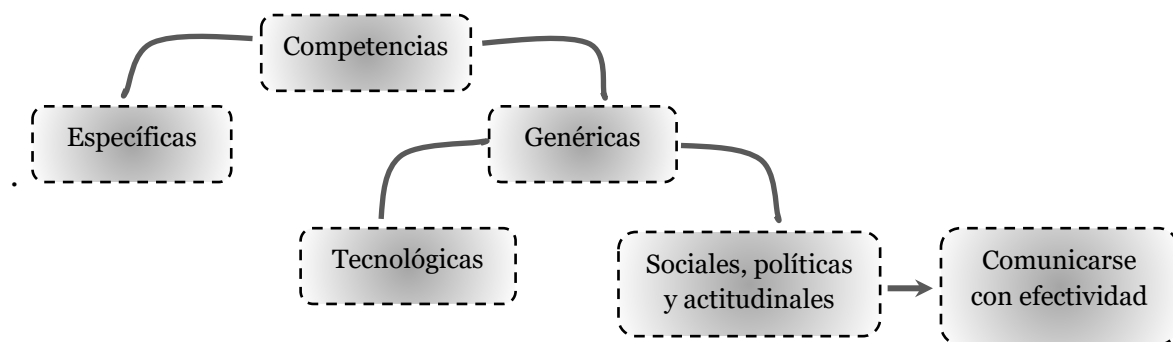 Competencias
Específicas
Genéricas
.
Tecnológicas
Sociales, políticas
y actitudinales
Comunicarse
con efectividad